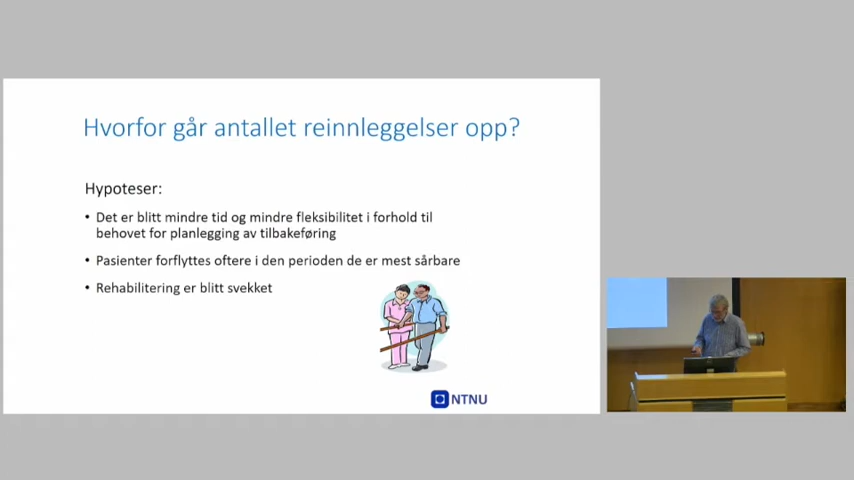 Hvorfor går antallet reinnleggelser opp?
Hypoteser:
• Det er blitt mindre tid og mindre fleksibilitet i forhold til
behovet for planlegging av tilbakeføring
• Pasienter forflyttes oftere i den perioden de er mest sårbare
• Rehabilitering er blitt svekket
NTNU